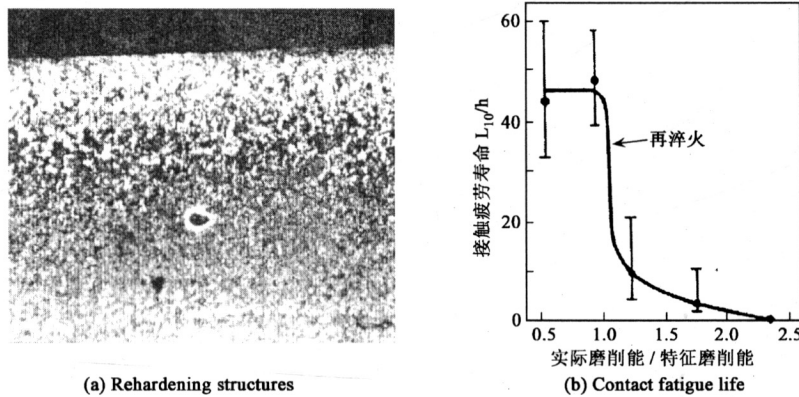 60
40
20
0
接触疲劳寿命 L₁₀/h
再淬火
0.5 1.0 1.5 2.0 2.5
实际磨削能 / 特征磨削能
(a) Rehardening structures
(b) Contact fatigue life